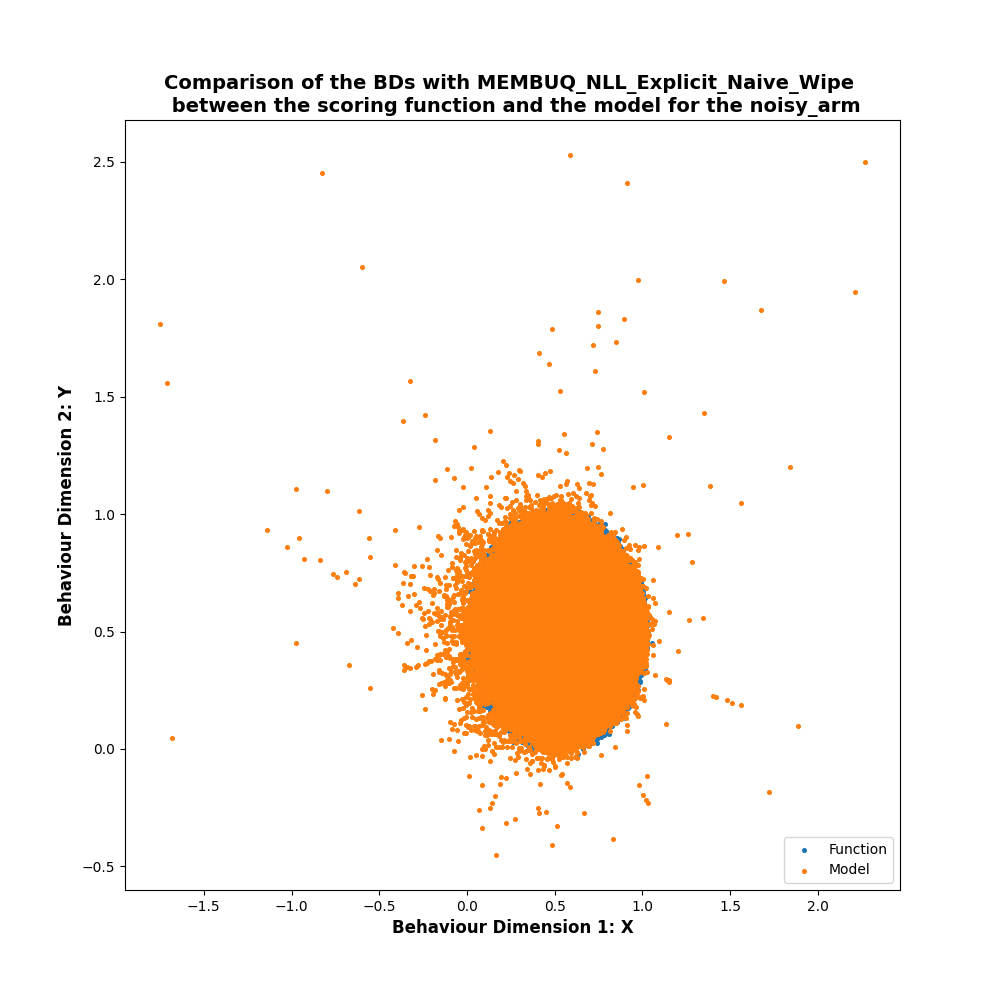 Comparison of the BDs with MEMBUQ_NLL_Explicit_Naive_Wipe
between the scoring function and the model for the noisy_arm
2.5
2.0
1.5
1.0
0.5
0.0
−0.5
Behaviour Dimension 2: Y
Function
Model
−1.5 −1.0 −0.5 0.0 0.5 1.0 1.5 2.0
Behaviour Dimension 1: X